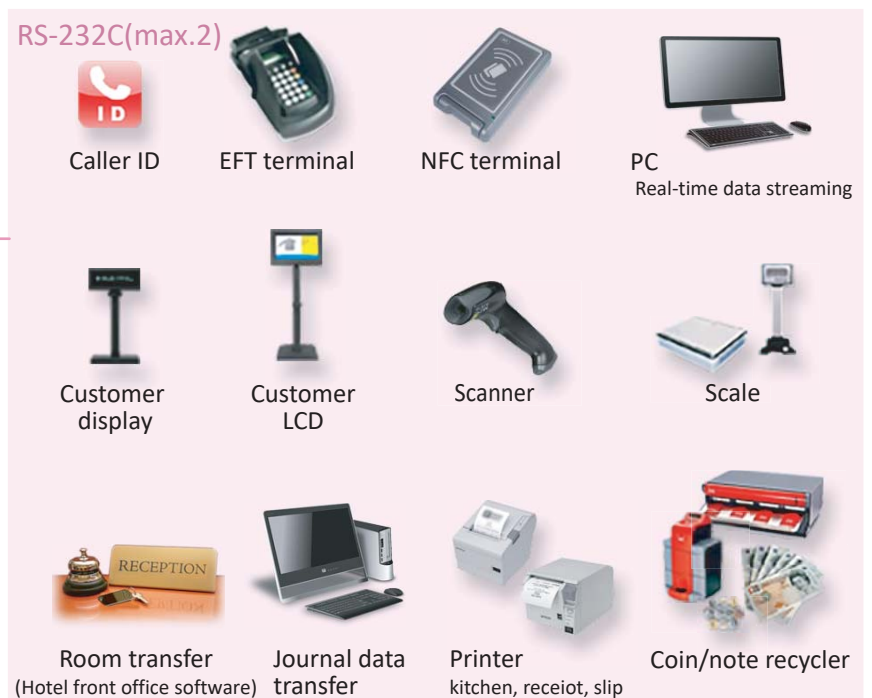 RS-232C(max.2)
ID
Caller ID
EFT terminal
NFC terminal
PC
Real-time data streaming
Customer
display
Customer
LCD
Scanner
Scale
RECEPTION
Room transfer
(Hotel front office software)
Journal data
transfer
Printer
kitchen, receiot, slip
Coin/note recycler